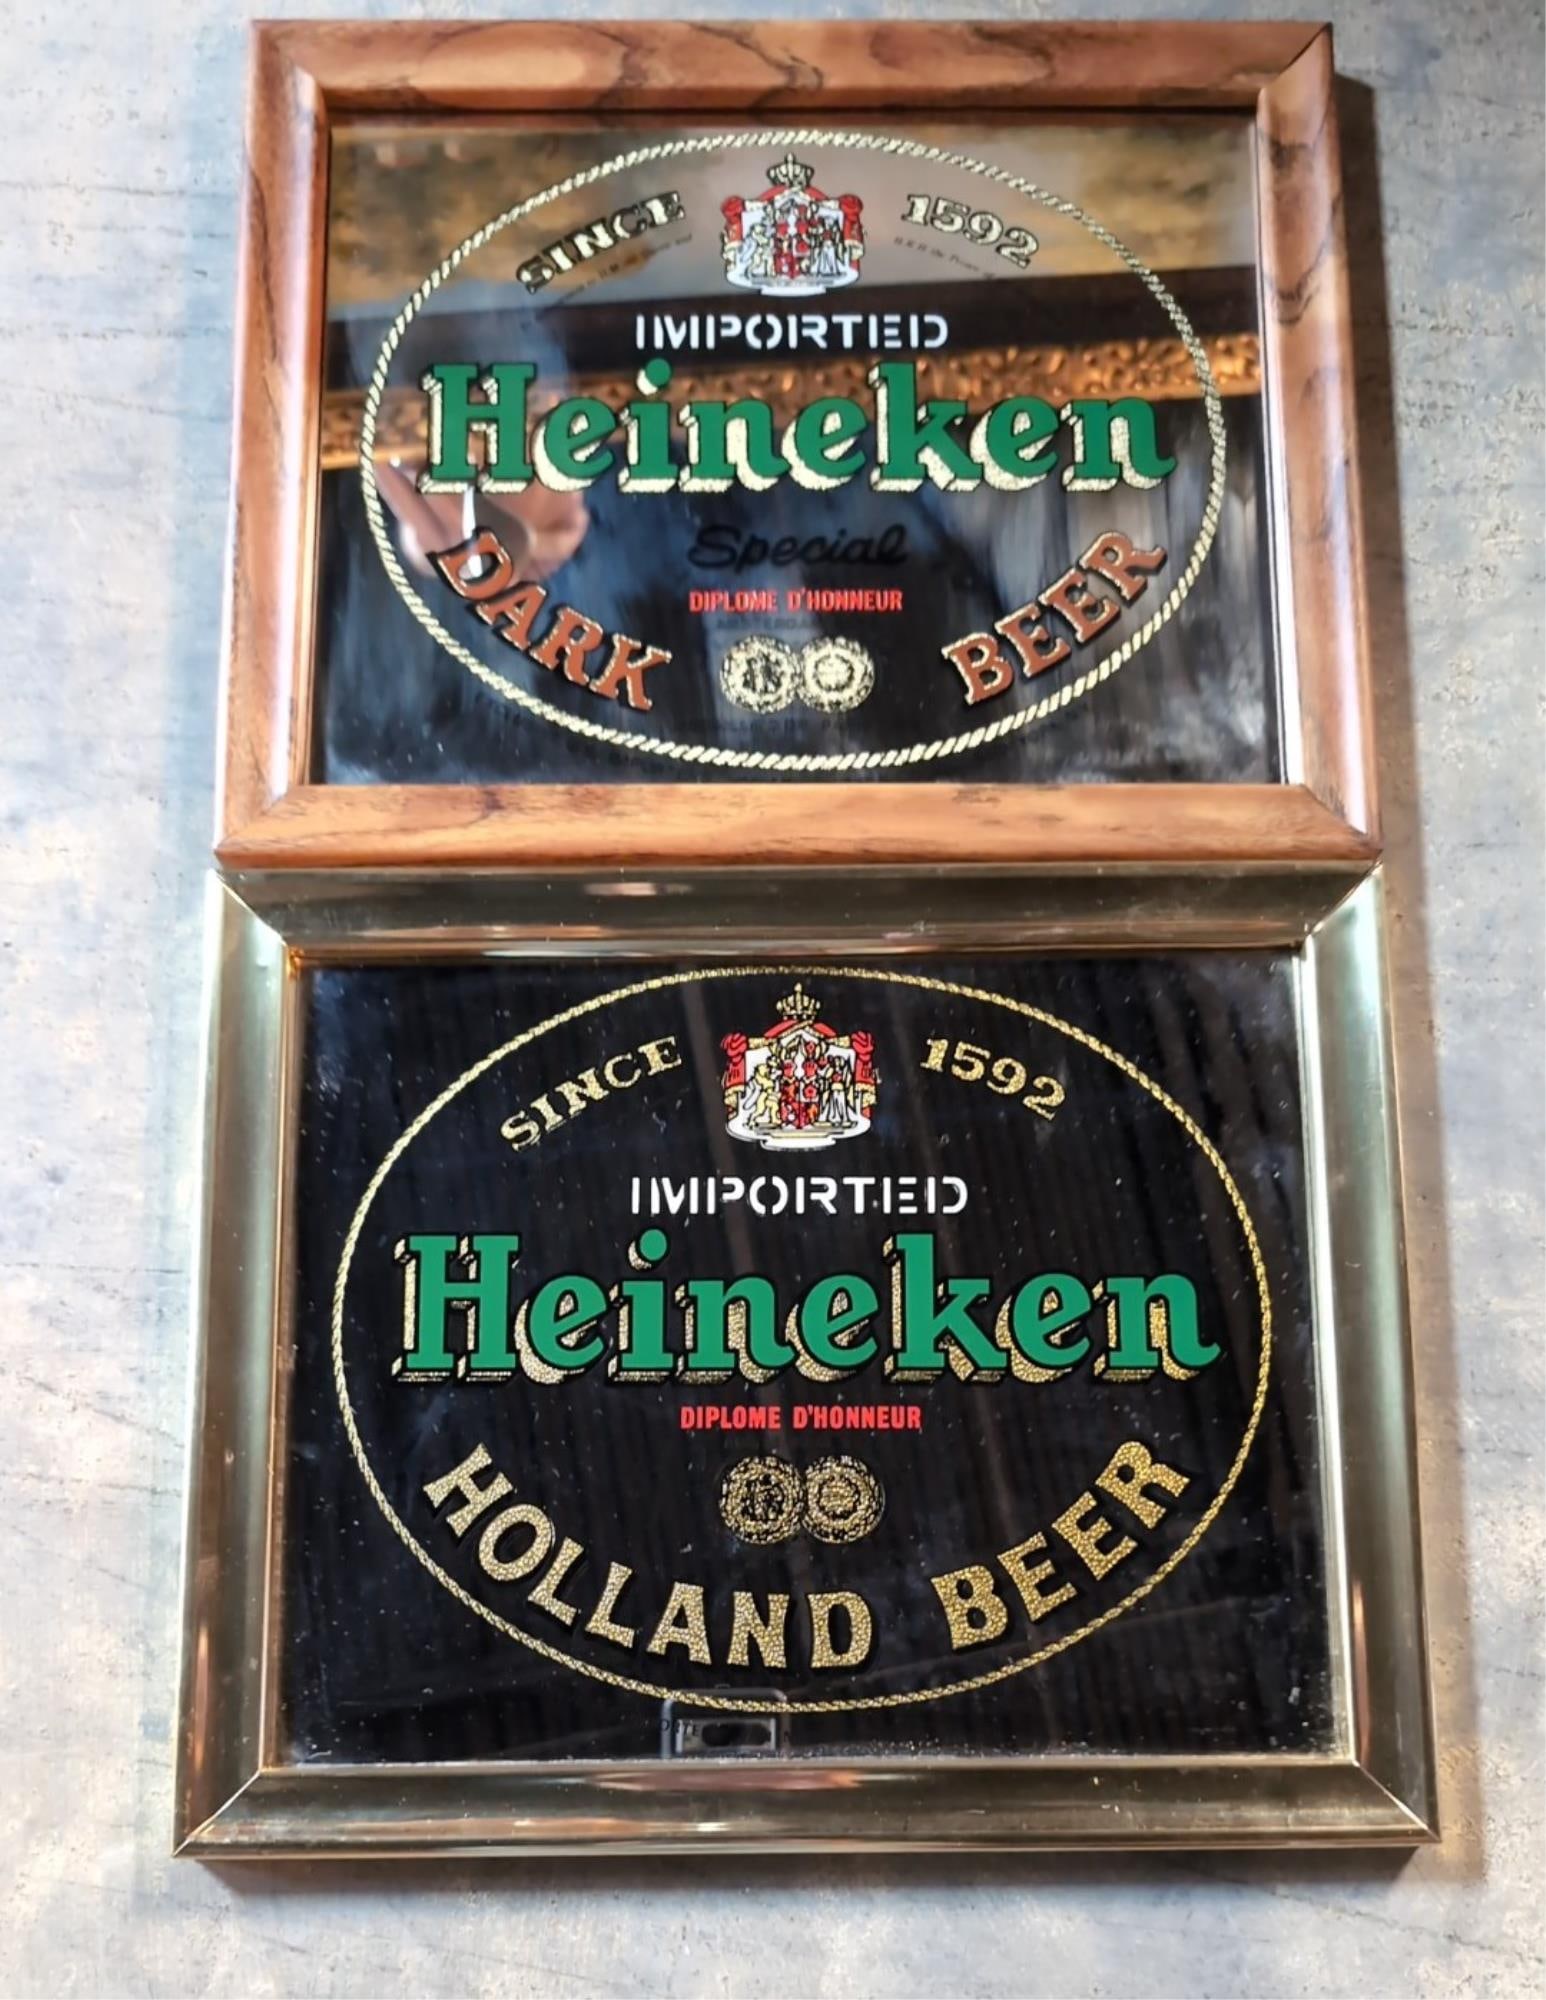 SINCE 1592
IMPORTED
Heineken
Special
DIPLOME D'HONNEUR
DARK BEER
SINCE 1592
IMPORTED
Heineken
DIPLOME D'HONNEUR
HOLLAND BEER